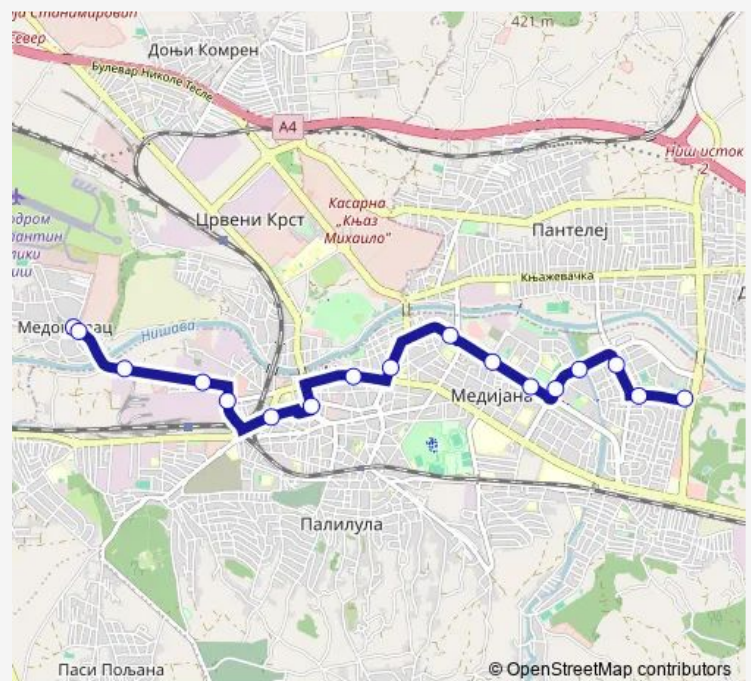 Север
Доњи Комрен
421 m
Булевар Николе Тесле
A4
Ниш исток
2
Касарна
„Књаз
Михаило”
Црвени Крст
Пантелеј
Књажевачка
Нишава
Медијана
Палилула
Паси Пољана
© OpenStreetMap contributors